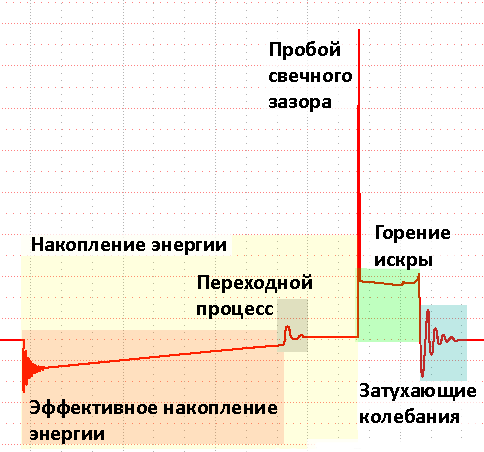 Пробой
свечного
зазора
Накопление энергии
Горение
искры
Переходной
процесс
Эффективное накопление
энергии
Затухающие
колебания